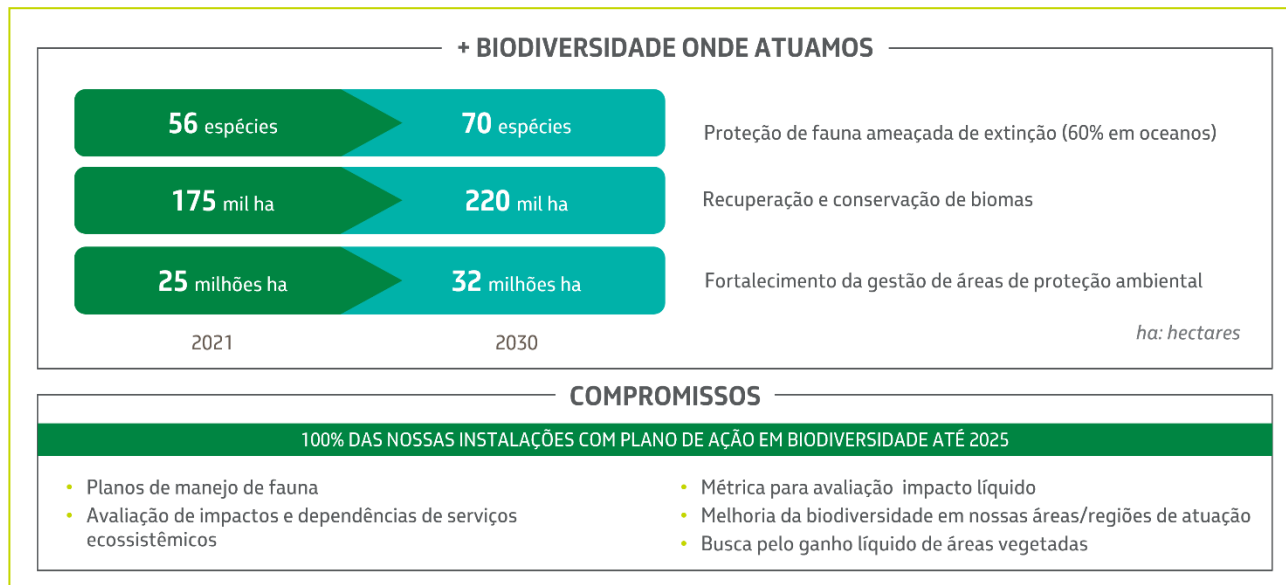 + BIODIVERSIDADE ONDE ATUAMOS
56 espécies
70 espécies
Proteção de fauna ameaçada de extinção (60% em oceanos)
175 mil ha
220 mil ha
Recuperação e conservação de biomas
25 milhões ha
32 milhões ha
Fortalecimento da gestão de áreas de proteção ambiental
2021
2030
ha: hectares
COMPROMISSOS
100% DAS NOSSAS INSTALAÇÕES COM PLANO DE AÇÃO EM BIODIVERSIDADE ATÉ 2025
• Planos de manejo de fauna
• Avaliação de impactos e dependências de serviços
ecossistêmicos
• Métrica para avaliação impacto líquido
• Melhoria da biodiversidade em nossas áreas/regiões de atuação
• Busca pelo ganho líquido de áreas vegetadas